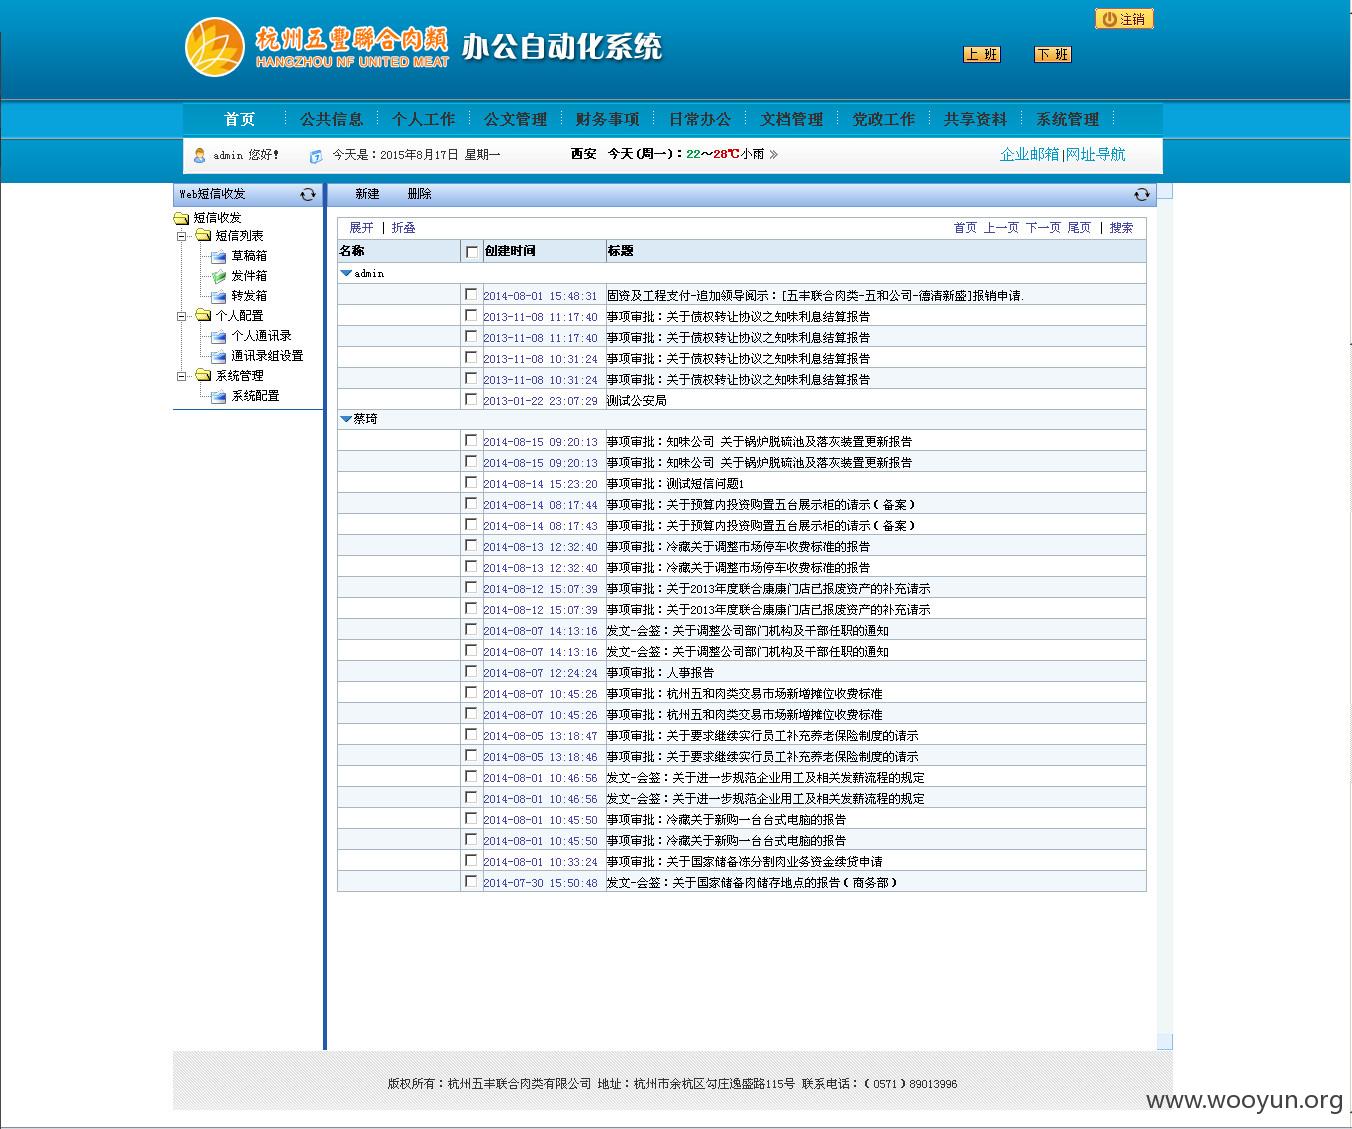 注销
杭州五豐聯合肉類 办公自动化系统
HANGZHOU NF UNITED MEAT
上 班 下 班
首页 公共信息 个人工作 公文管理 财务事项 日常办公 文档管理 党政工作 共享资料 系统管理
admin 您好! 今天是：2015年8月17日 星期一 西安 今天(周一)：22～28℃小雨 企业邮箱|网址导航
Web短信收发 新建 删除
短信收发
短信列表
草稿箱
发件箱
转发箱
个人配置
个人通讯录
通讯录组设置
系统管理
系统配置
展开 | 折叠 首页 上一页 下一页 尾页 | 搜索
名称 创建时间 标题
admin
2014-08-01 15:48:31 固资及工程支付-追加领导阅示：[五丰联合肉类-五和公司-德清新盛]报销申请.
2013-11-08 11:17:40 事项审批：关于债权转让协议之知味利息结算报告
2013-11-08 11:17:40 事项审批：关于债权转让协议之知味利息结算报告
2013-11-08 10:31:24 事项审批：关于债权转让协议之知味利息结算报告
2013-11-08 10:31:24 事项审批：关于债权转让协议之知味利息结算报告
2013-01-22 23:07:29 测试公安局
蔡琦
2014-08-15 09:20:13 事项审批：知味公司 关于锅炉脱硫池及落灰装置更新报告
2014-08-15 09:20:13 事项审批：知味公司 关于锅炉脱硫池及落灰装置更新报告
2014-08-14 15:23:20 事项审批：测试短信问题1
2014-08-14 08:17:44 事项审批：关于预算内投资购置五台展示柜的请示（备案）
2014-08-14 08:17:43 事项审批：关于预算内投资购置五台展示柜的请示（备案）
2014-08-13 12:32:40 事项审批：冷藏关于调整市场停车收费标准的报告
2014-08-13 12:32:40 事项审批：冷藏关于调整市场停车收费标准的报告
2014-08-12 15:07:39 事项审批：关于2013年度联合康康门店已报废资产的补充请示
2014-08-12 15:07:39 事项审批：关于2013年度联合康康门店已报废资产的补充请示
2014-08-07 14:13:16 发文-会签：关于调整公司部门机构及干部任职的通知
2014-08-07 14:13:16 发文-会签：关于调整公司部门机构及干部任职的通知
2014-08-07 12:24:24 事项审批：人事报告
2014-08-07 10:45:26 事项审批：杭州五和肉类交易市场新增摊位收费标准
2014-08-07 10:45:26 事项审批：杭州五和肉类交易市场新增摊位收费标准
2014-08-05 13:18:47 事项审批：关于要求继续实行员工补充养老保险制度的请示
2014-08-05 13:18:46 事项审批：关于要求继续实行员工补充养老保险制度的请示
2014-08-01 10:46:56 发文-会签：关于进一步规范企业用工及相关发薪流程的规定
2014-08-01 10:46:56 发文-会签：关于进一步规范企业用工及相关发薪流程的规定
2014-08-01 10:45:50 事项审批：冷藏关于新购一台台式电脑的报告
2014-08-01 10:45:50 事项审批：冷藏关于新购一台台式电脑的报告
2014-08-01 10:33:24 事项审批：关于国家储备冻分割肉业务资金续贷申请
2014-07-30 15:50:48 发文-会签：关于国家储备肉储存地点的报告（商务部）
版权所有：杭州五丰联合肉类有限公司 地址：杭州市余杭区勾庄逸盛路115号 联系电话：（0571）89013996
www.wooyun.org